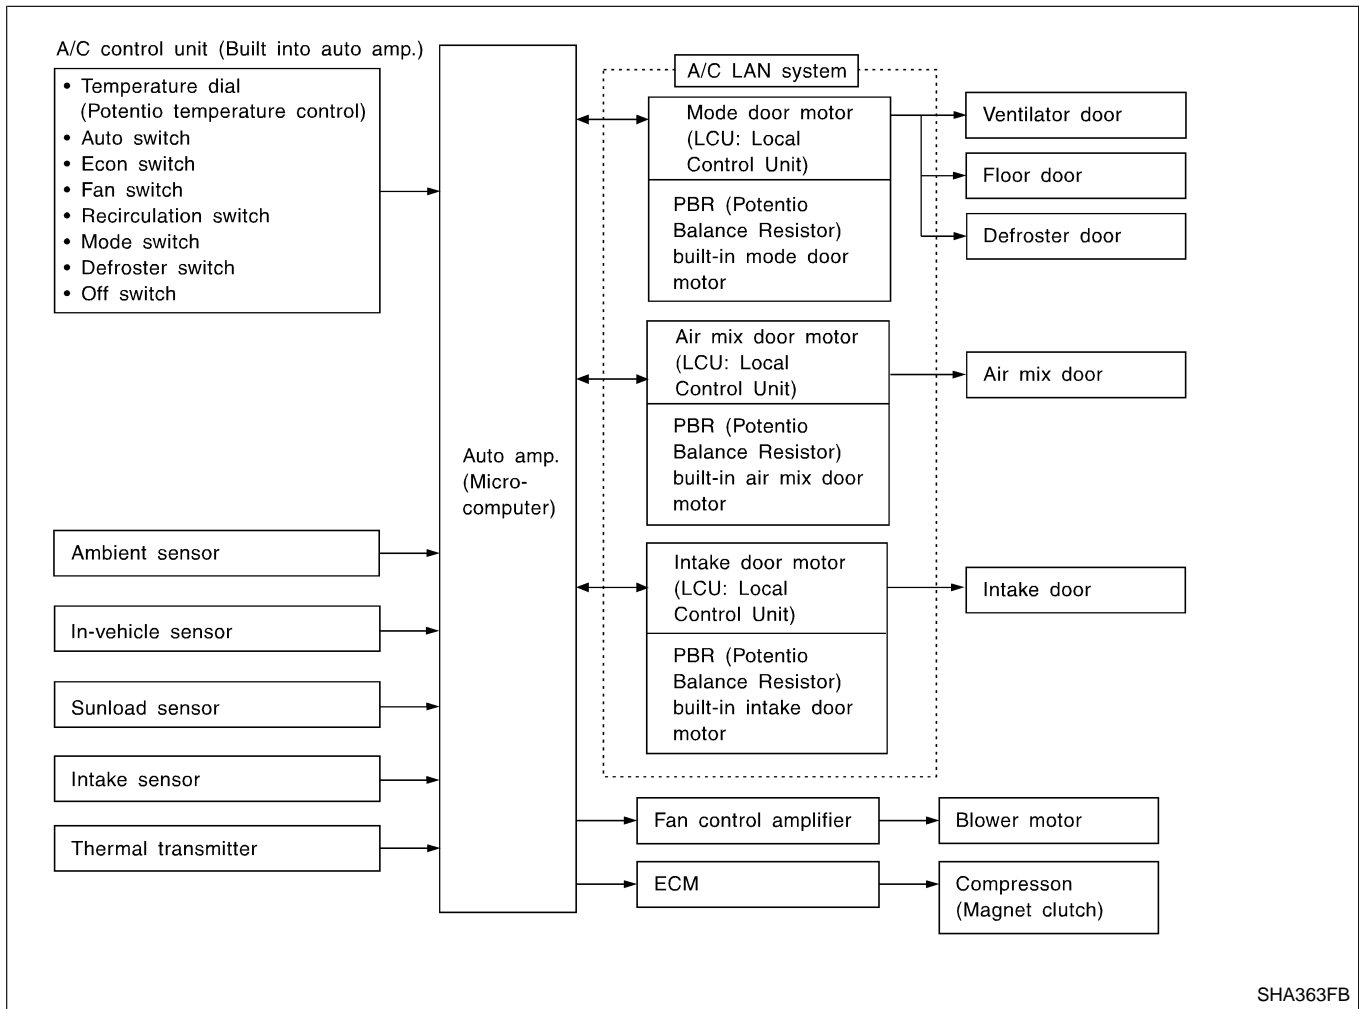 A/C control unit (Built into auto amp.)
• Temperature dial
(Potentio temperature control)
• Auto switch
• Econ switch
• Fan switch
• Recirculation switch
• Mode switch
• Defroster switch
• Off switch
Ambient sensor
In-vehicle sensor
Sunload sensor
Intake sensor
Thermal transmitter
Auto amp.
(Micro-
computer)
A/C LAN system
Mode door motor
(LCU: Local
Control Unit)
PBR (Potentio
Balance Resistor)
built-in mode door
motor
Air mix door motor
(LCU: Local
Control Unit)
PBR (Potentio
Balance Resistor)
built-in air mix door
motor
Intake door motor
(LCU: Local
Control Unit)
PBR (Potentio
Balance Resistor)
built-in intake door
motor
Fan control amplifier
ECM
Ventilator door
Floor door
Defroster door
Air mix door
Intake door
Blower motor
Compresson
(Magnet clutch)
SHA363FB